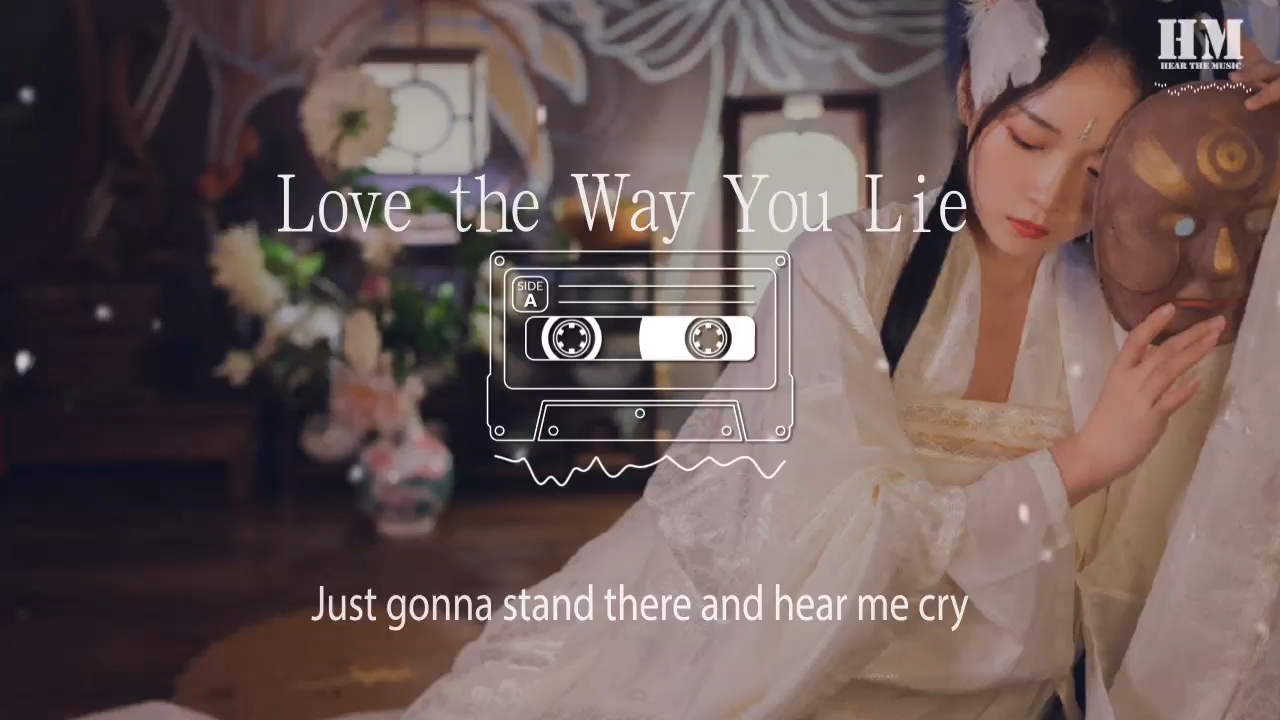 HM
HEAR THE MUSIC
Love the Way You Lie
SIDE
A
Just gonna stand there and hear me cry